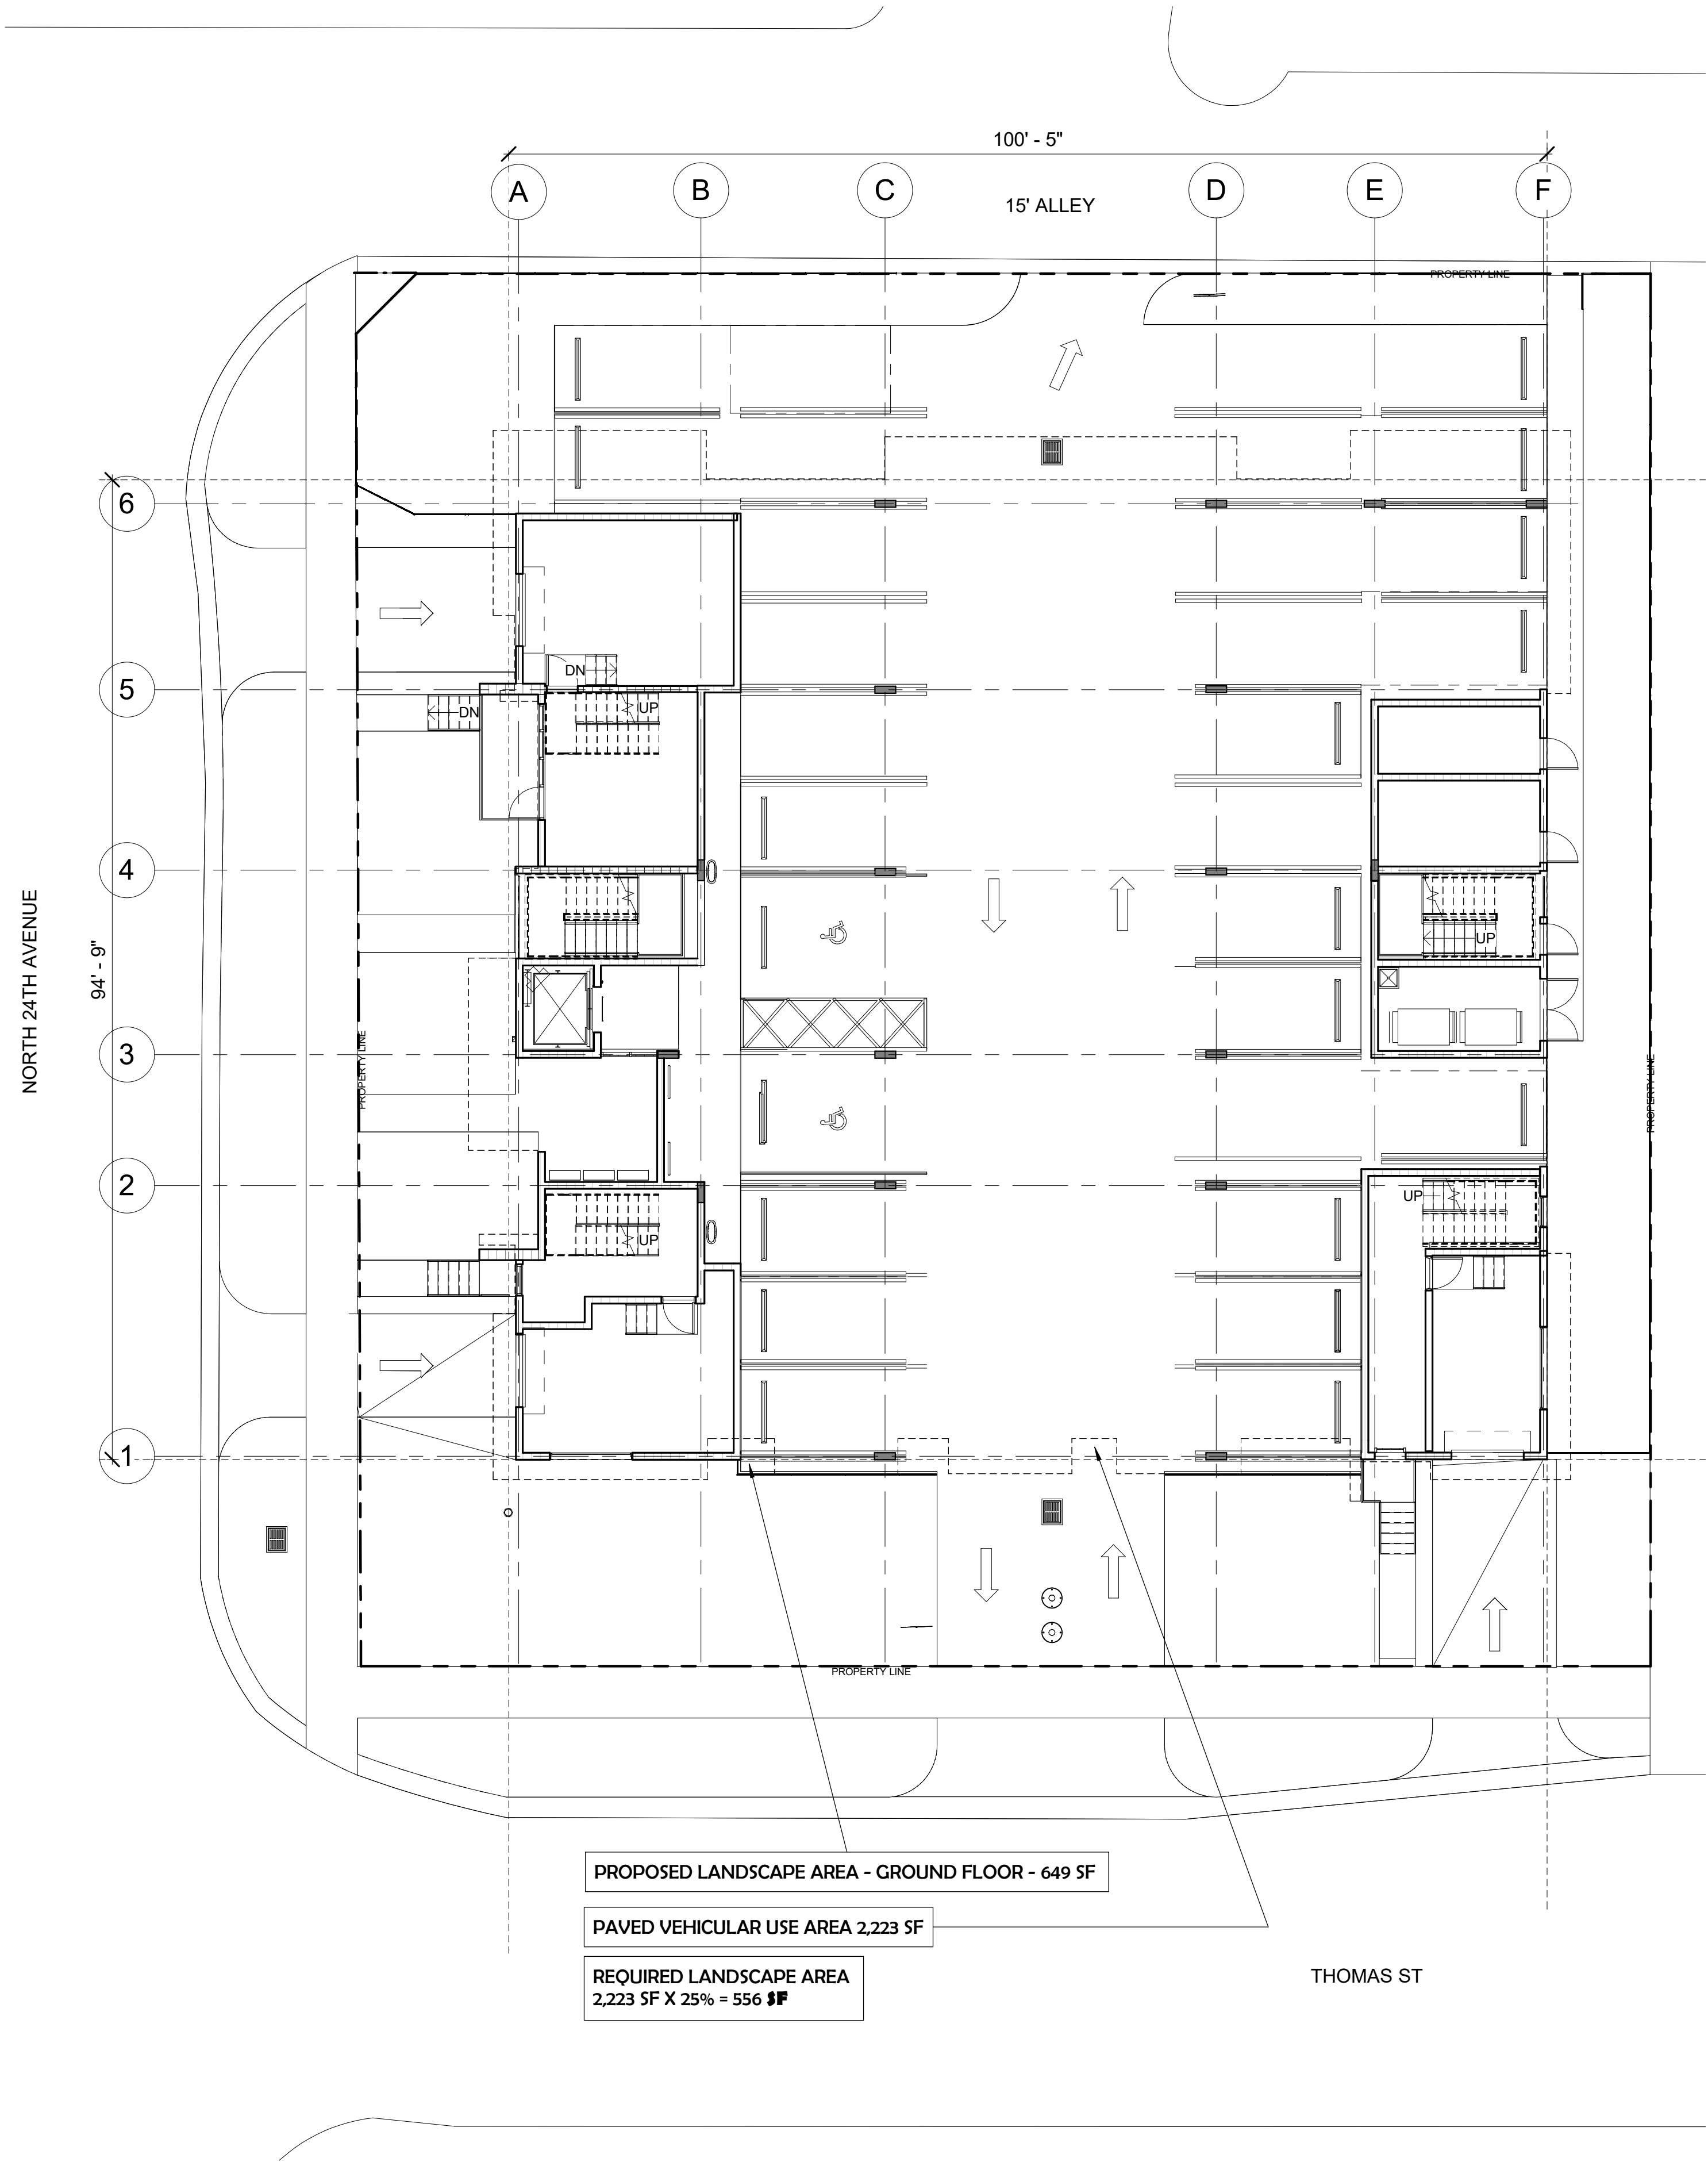 100' - 5"
A
B
C
D
E
F
15' ALLEY
PROPERTY LINE
6
5
DN
UP
DN
4
UP
NORTH 24TH AVENUE
94' - 9"
3
PROPERTY LINE
PROPERTY LINE
2
UP
UP
1
PROPERTY LINE
PROPOSED LANDSCAPE AREA - GROUND FLOOR - 649 SF
PAVED VEHICULAR USE AREA 2,223 SF
REQUIRED LANDSCAPE AREA
2,223 SF X 25% = 556 SF
THOMAS ST